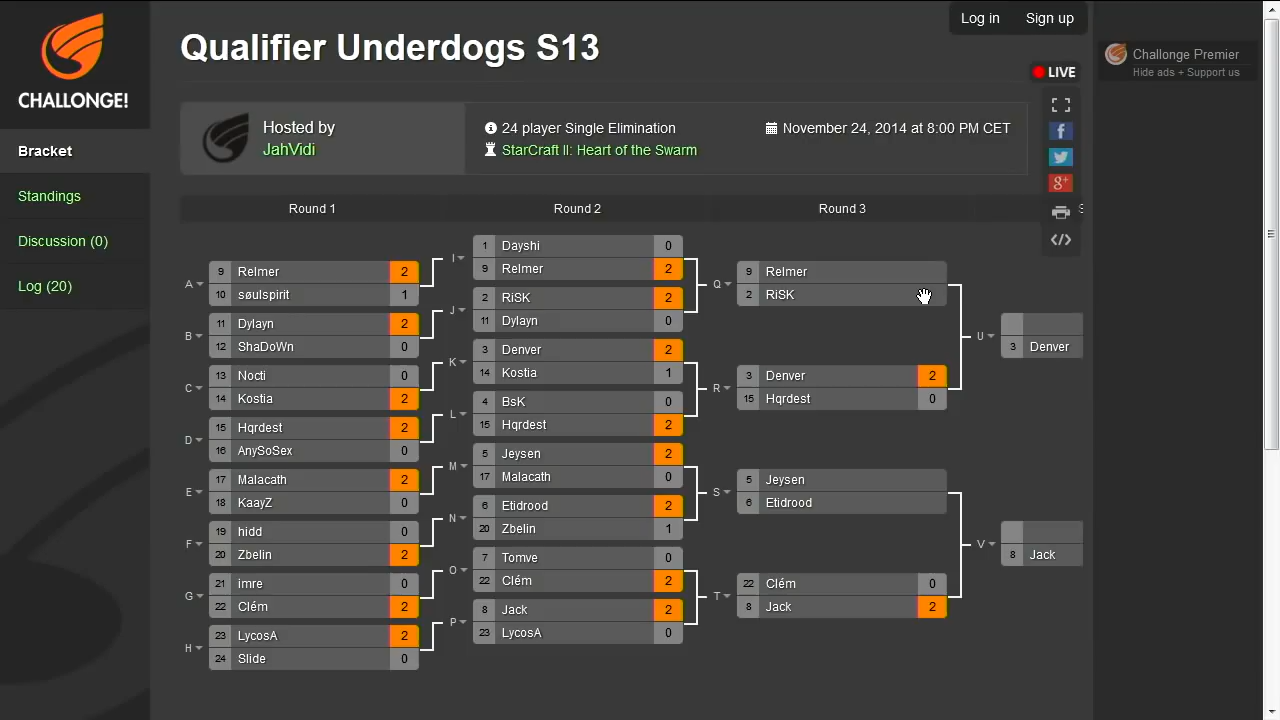 Log in
Sign up
Qualifier Underdogs S13
CHALLONGE!
LIVE
Challonge Premier
Hide ads + Support us
Hosted by
JahVidi
24 player Single Elimination
StarCraft II: Heart of the Swarm
November 24, 2014 at 8:00 PM CET
Bracket
Standings
Discussion (0)
Log (20)
Round 1
Round 2
Round 3
S
A
9 Relmer 2
10 søulspirit 1
B
11 Dylayn 2
12 ShaDoWn 0
C
13 Nocti 0
14 Kostia 2
D
15 Hqrdest 2
16 AnySoSex 0
E
17 Malacath 2
18 KaayZ 0
F
19 hidd 0
20 Zbelin 2
G
21 imre 0
22 Clém 2
H
23 LycosA 2
24 Slide 0
I
1 Dayshi 0
9 Relmer 2
J
2 RiSK 2
11 Dylayn 0
K
3 Denver 2
14 Kostia 1
L
4 BsK 0
15 Hqrdest 2
M
5 Jeysen 2
17 Malacath 0
N
6 Etidrood 2
20 Zbelin 1
O
7 Tomve 0
22 Clém 2
P
8 Jack 2
23 LycosA 0
Q
9 Relmer
2 RiSK
R
3 Denver 2
15 Hqrdest 0
S
5 Jeysen
6 Etidrood
T
22 Clém 0
8 Jack 2
U
3 Denver
V
8 Jack